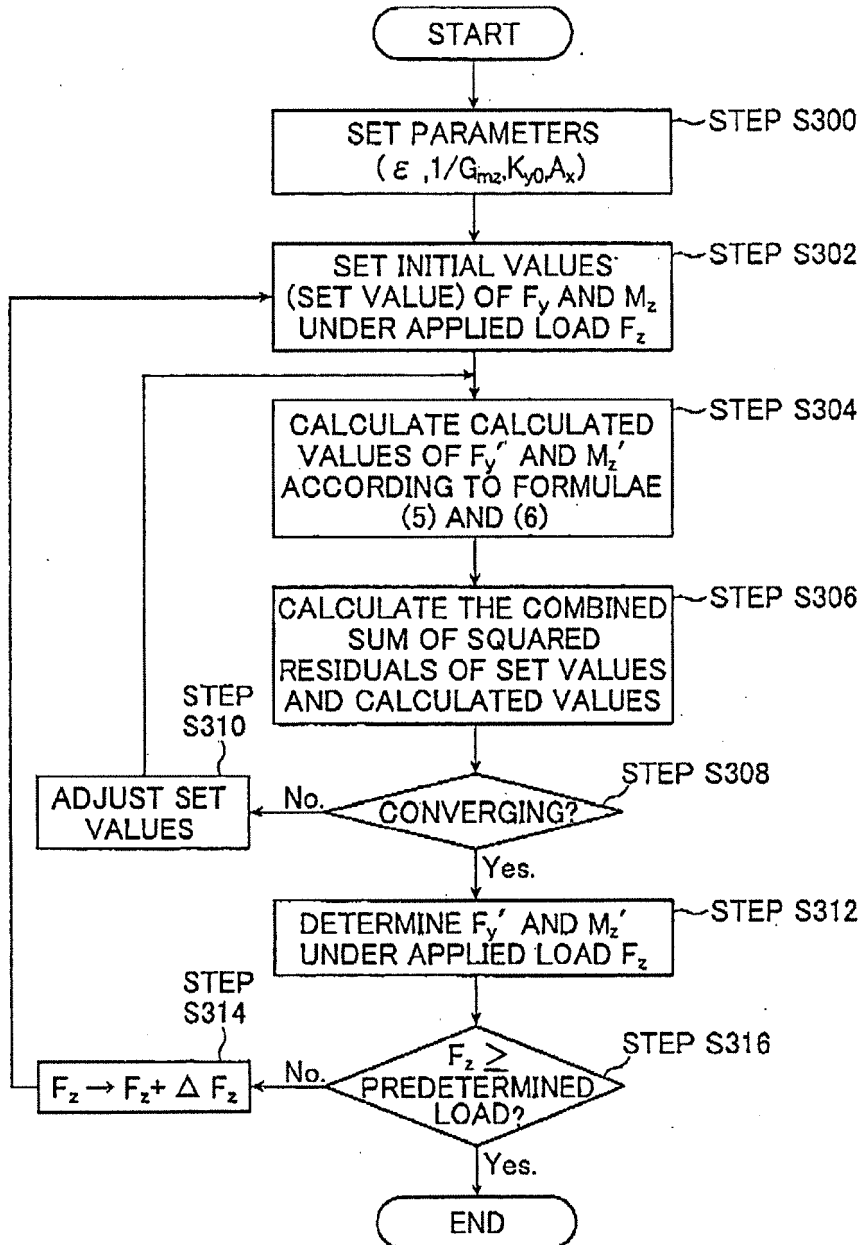 START
SET PARAMETERS
( ε ,1/Gmz,Ky0,Ax)
STEP S300
SET INITIAL VALUES
(SET VALUE) OF Fy AND Mz
UNDER APPLIED LOAD Fz
STEP S302
CALCULATE CALCULATED
VALUES OF Fy′ AND Mz′
ACCORDING TO FORMULAE
(5) AND (6)
STEP S304
CALCULATE THE COMBINED
SUM OF SQUARED
RESIDUALS OF SET VALUES
AND CALCULATED VALUES
STEP S306
STEP
S310
ADJUST SET
VALUES
No.
CONVERGING?
STEP S308
Yes.
DETERMINE Fy′ AND Mz′
UNDER APPLIED LOAD Fz
STEP S312
STEP
S314
Fz → Fz + Δ Fz
No.
Fz ≥
PREDETERMINED
LOAD?
STEP S316
Yes.
END